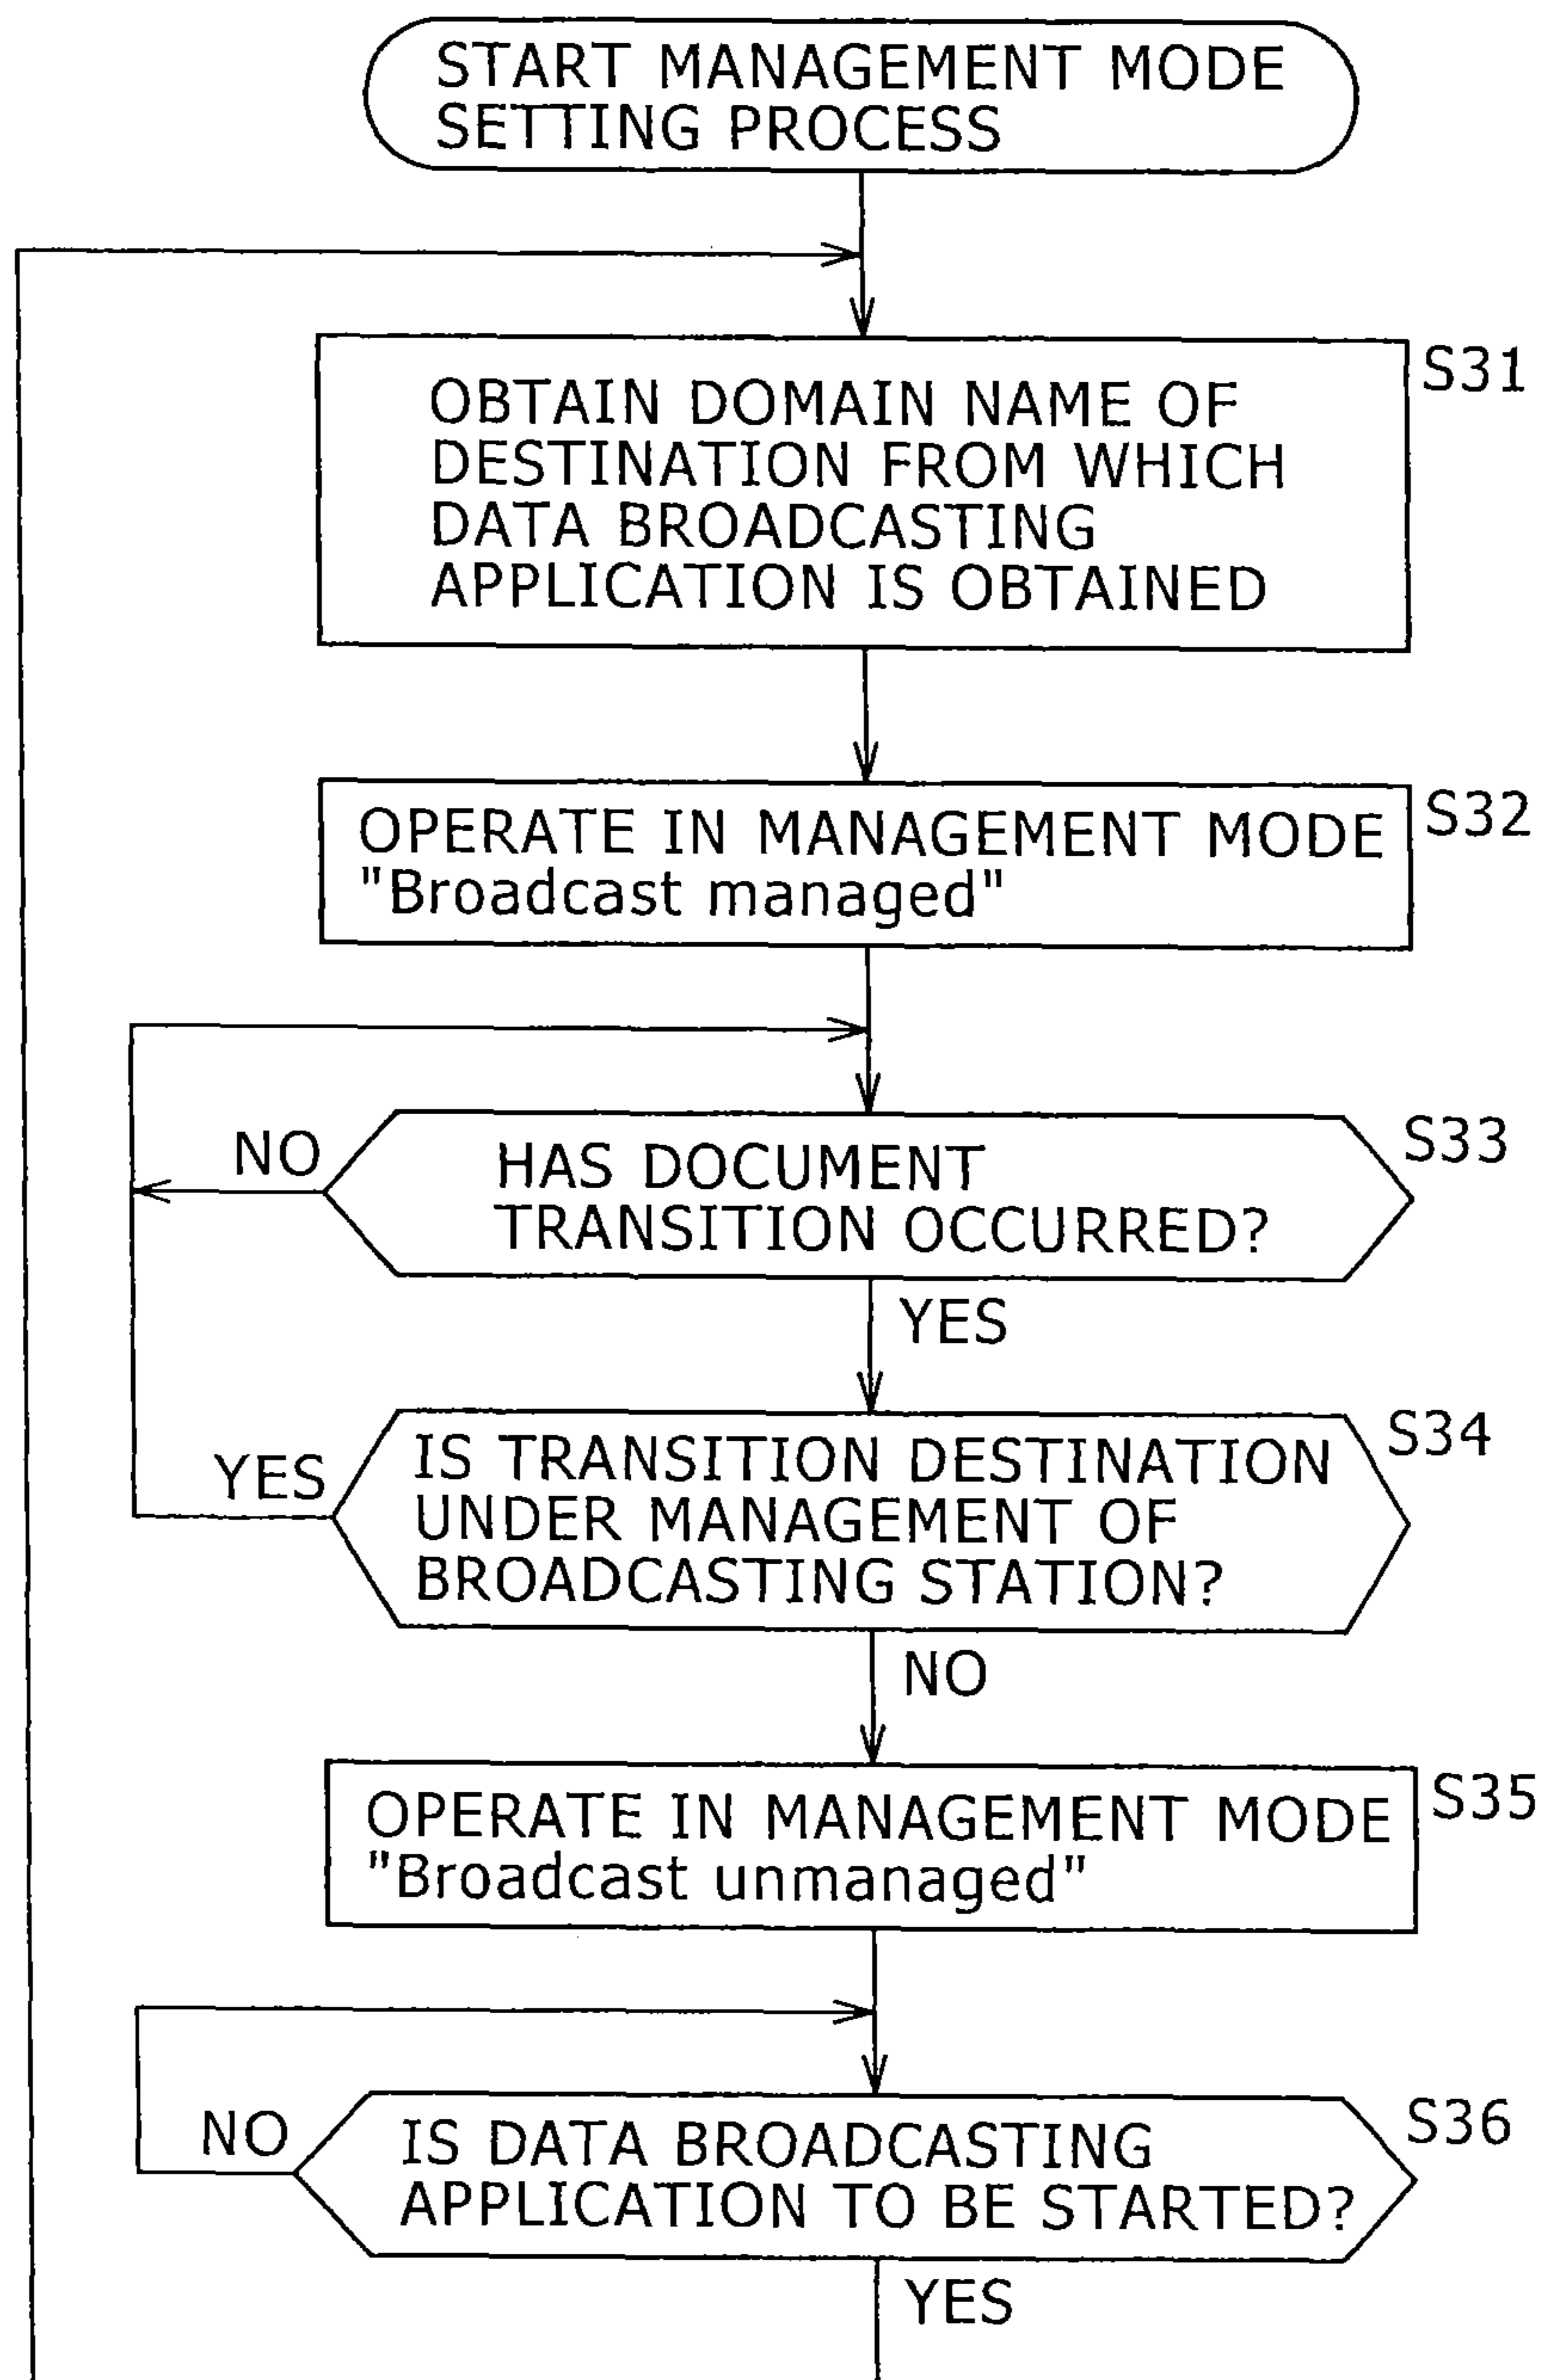 START MANAGEMENT MODE
SETTING PROCESS
S31
OBTAIN DOMAIN NAME OF
DESTINATION FROM WHICH
DATA BROADCASTING
APPLICATION IS OBTAINED
S32
OPERATE IN MANAGEMENT MODE
"Broadcast managed"
S33
NO
HAS DOCUMENT
TRANSITION OCCURRED?
YES
S34
YES
IS TRANSITION DESTINATION
UNDER MANAGEMENT OF
BROADCASTING STATION?
NO
S35
OPERATE IN MANAGEMENT MODE
"Broadcast unmanaged"
S36
NO
IS DATA BROADCASTING
APPLICATION TO BE STARTED?
YES